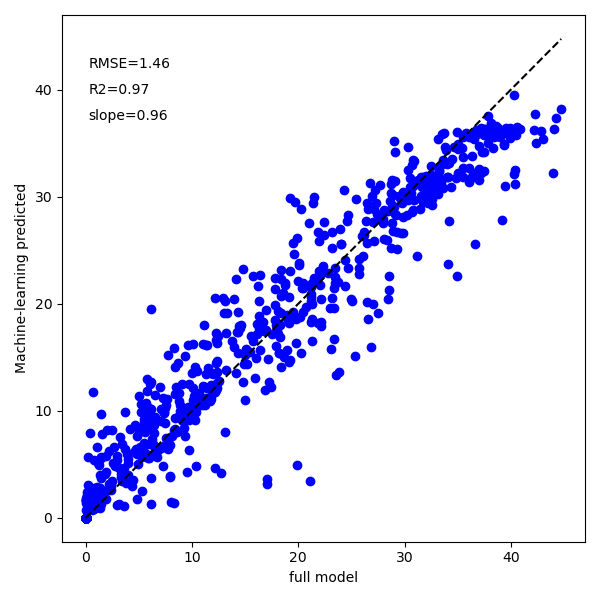 RMSE=1.46
R2=0.97
slope=0.96
Machine-learning predicted
40
30
20
10
0
0 10 20 30 40
full model